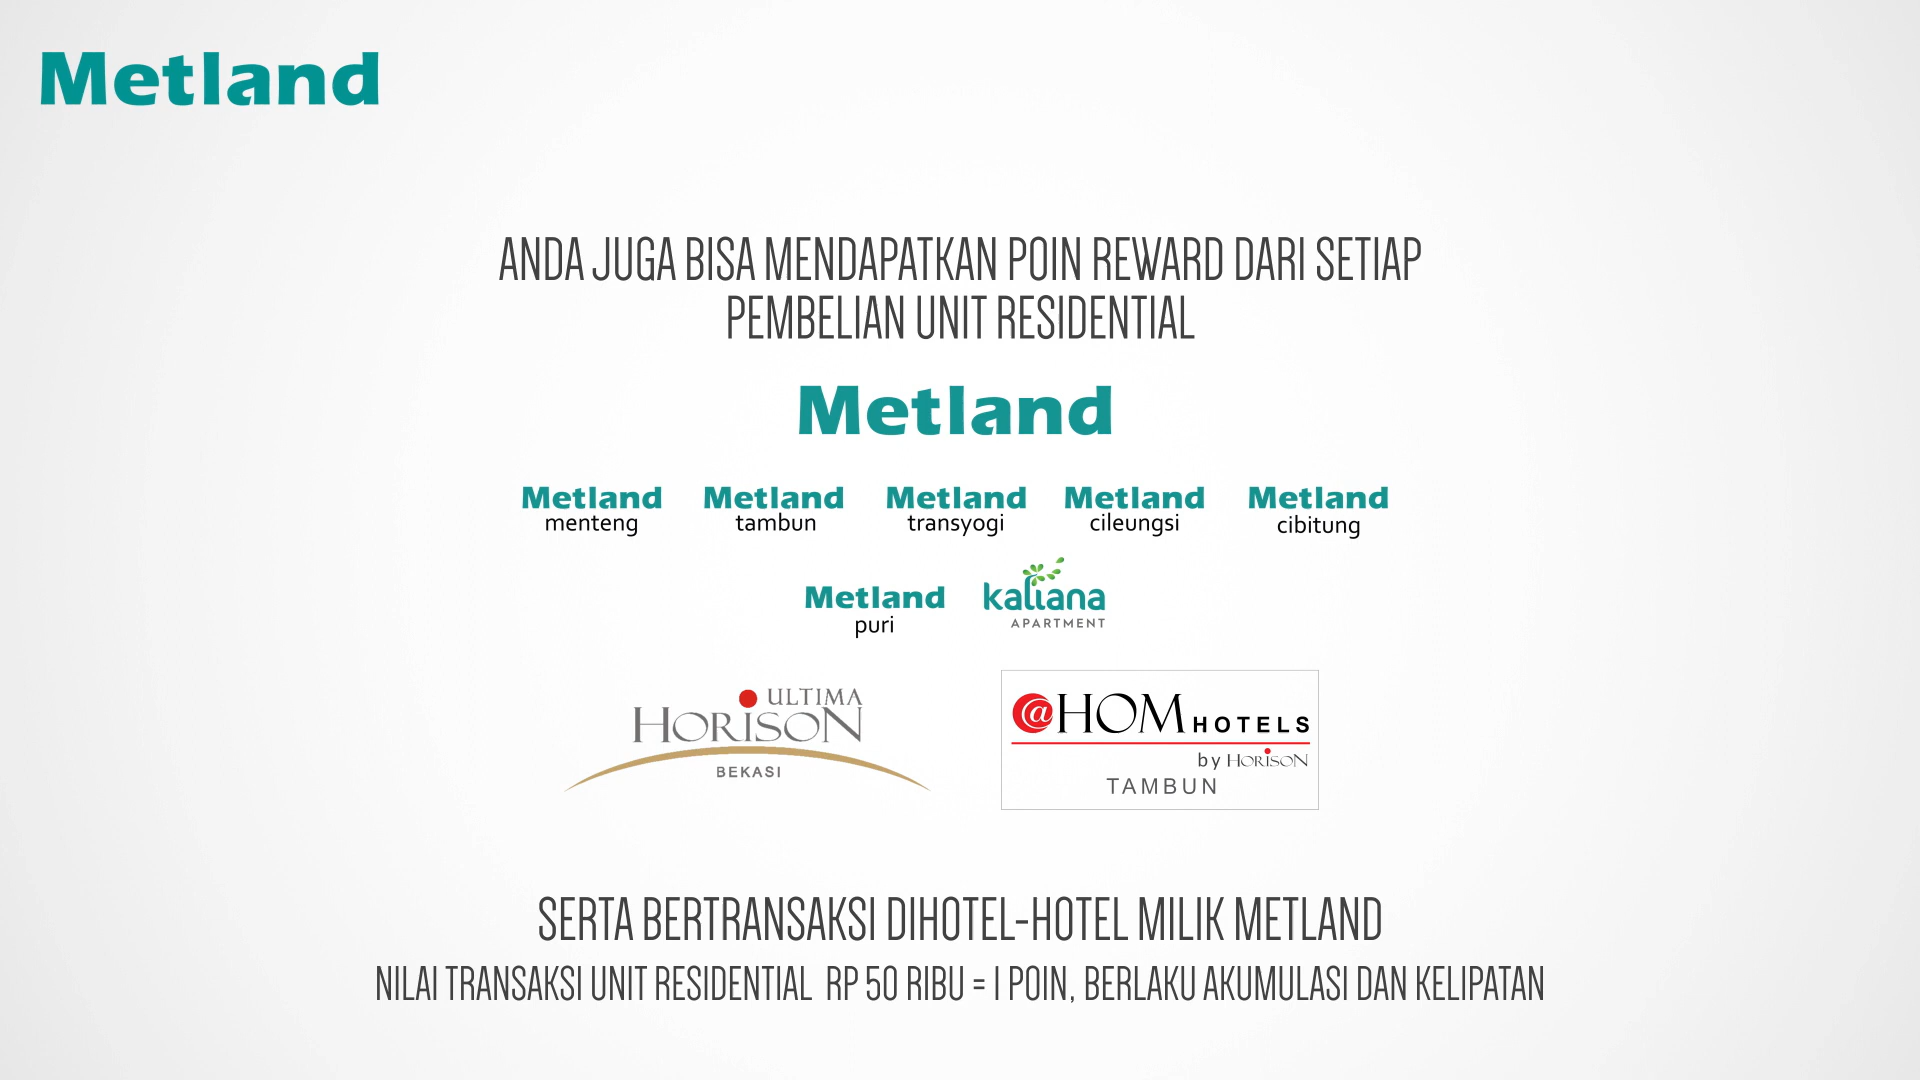 Metland
ANDA JUGA BISA MENDAPATKAN POIN REWARD DARI SETIAP
PEMBELIAN UNIT RESIDENTIAL
Metland
Metland Metland Metland Metland Metland
menteng tambun transyogi cileungsi cibitung
Metland kaliana
puri APARTMENT
ULTIMA
HORISON
BEKASI
@HOM HOTELS
by HORISON
TAMBUN
SERTA BERTRANSAKSI DIHOTEL-HOTEL MILIK METLAND
NILAI TRANSAKSI UNIT RESIDENTIAL RP 50 RIBU = 1 POIN, BERLAKU AKUMULASI DAN KELIPATAN